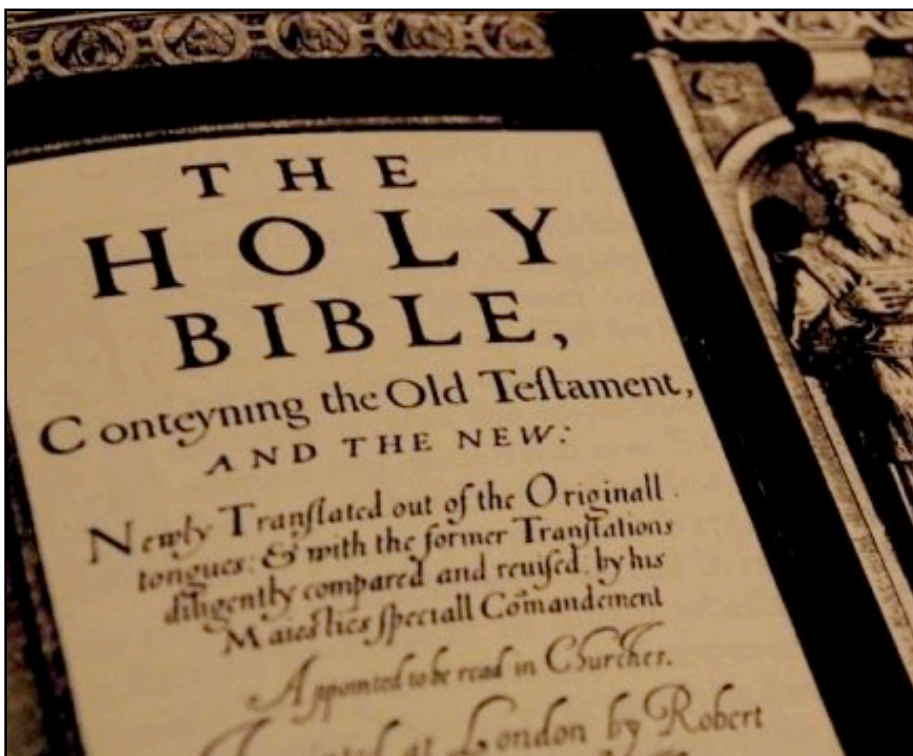 THE
HOLY
BIBLE,
Conteyning the Old Teſtament,
AND THE NEW:
Newly Tranſlated out of the Originall
tongues: & with the former Tranſlations
diligently compared and reuiſed, by his
Maieſties ſpeciall Comandement
Appointed to be read in Churches.
Imprinted at London by Robert